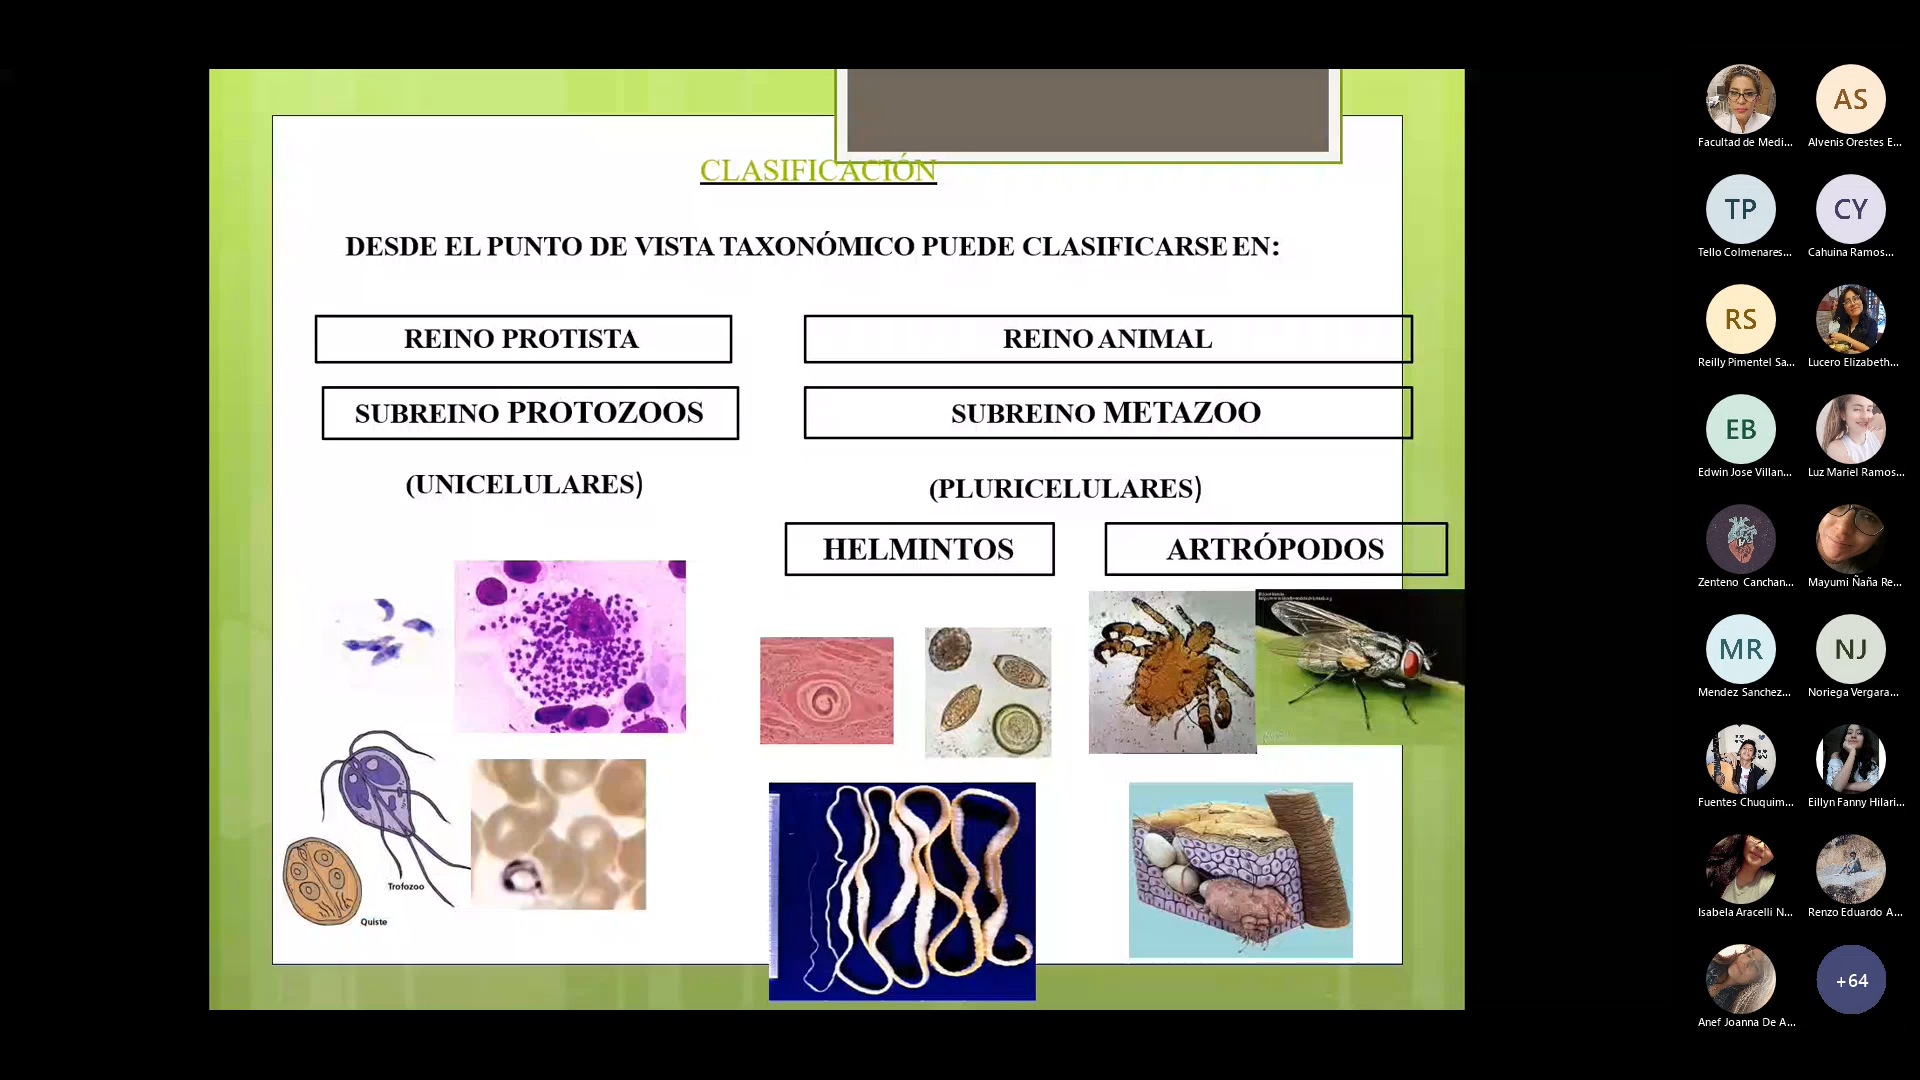 CLASIFICACIÓN
DESDE EL PUNTO DE VISTA TAXONÓMICO PUEDE CLASIFICARSE EN:
REINO PROTISTA
REINO ANIMAL
SUBREINO PROTOZOOS
SUBREINO METAZOO
(UNICELULARES)
(PLURICELULARES)
HELMINTOS
ARTRÓPODOS
Trofozoo
Quiste
AS
Facultad de Medi...
Alvenis Orestes E...
TP
CY
Tello Colmenares...
Cahuina Ramos...
RS
Reilly Pimentel Sa...
Lucero Elizabeth...
EB
Edwin Jose Villan...
Luz Mariel Ramos...
Zenteno Canchan...
Mayumi Ñaña Re...
MR
NJ
Mendez Sanchez...
Noriega Vergara...
Fuentes Chuquim...
Eillyn Fanny Hilari...
Isabela Aracelli N...
Renzo Eduardo A...
+64
Anef Joanna De A...